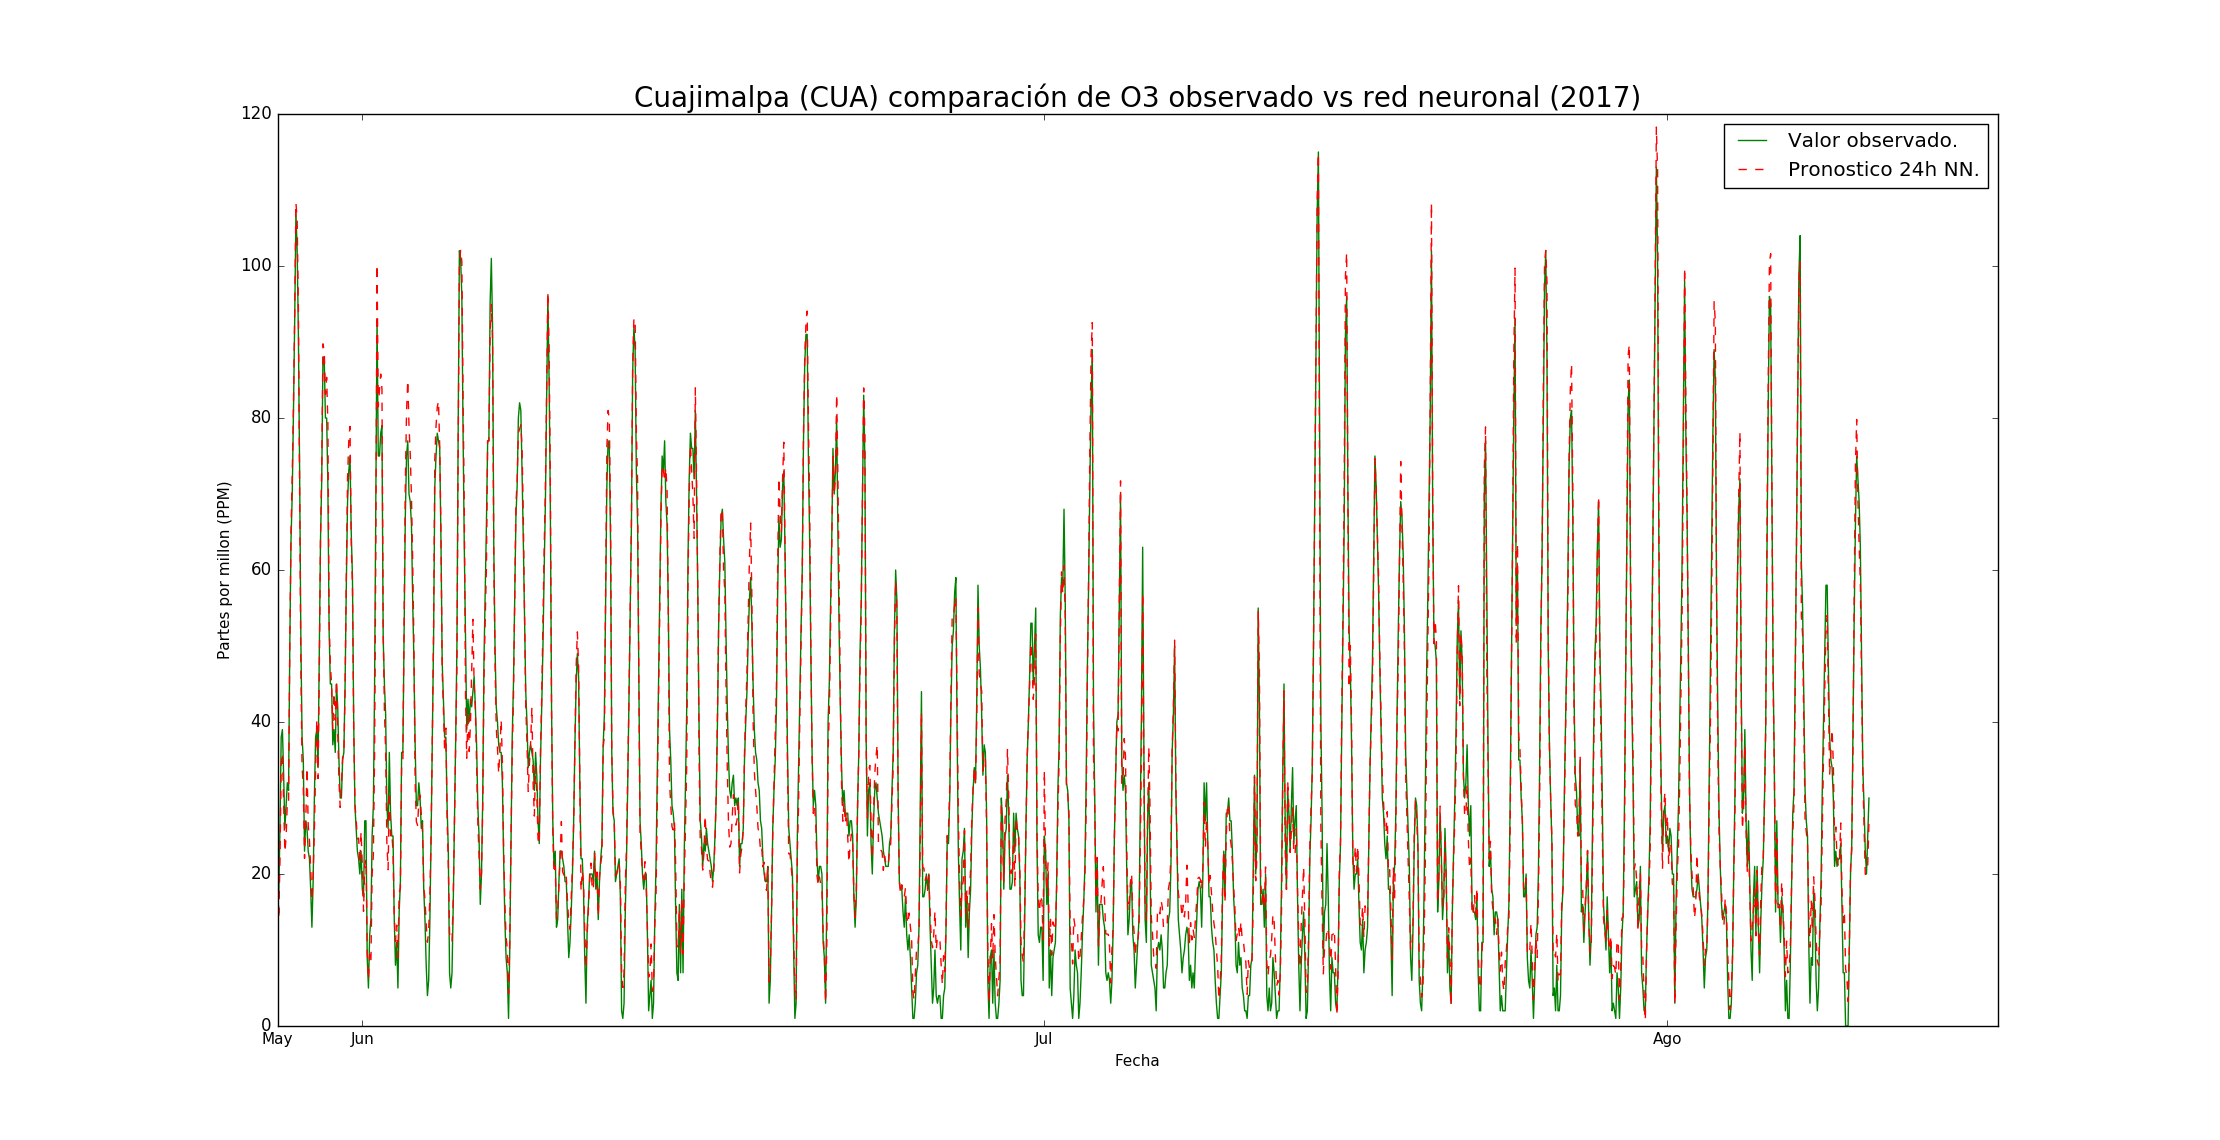 Cuajimalpa (CUA) comparación de O3 observado vs red neuronal (2017)
120
100
80
60
40
20
0
Partes por millon (PPM)
Valor observado.
Pronostico 24h NN.
May
Jun
Jul
Ago
Fecha